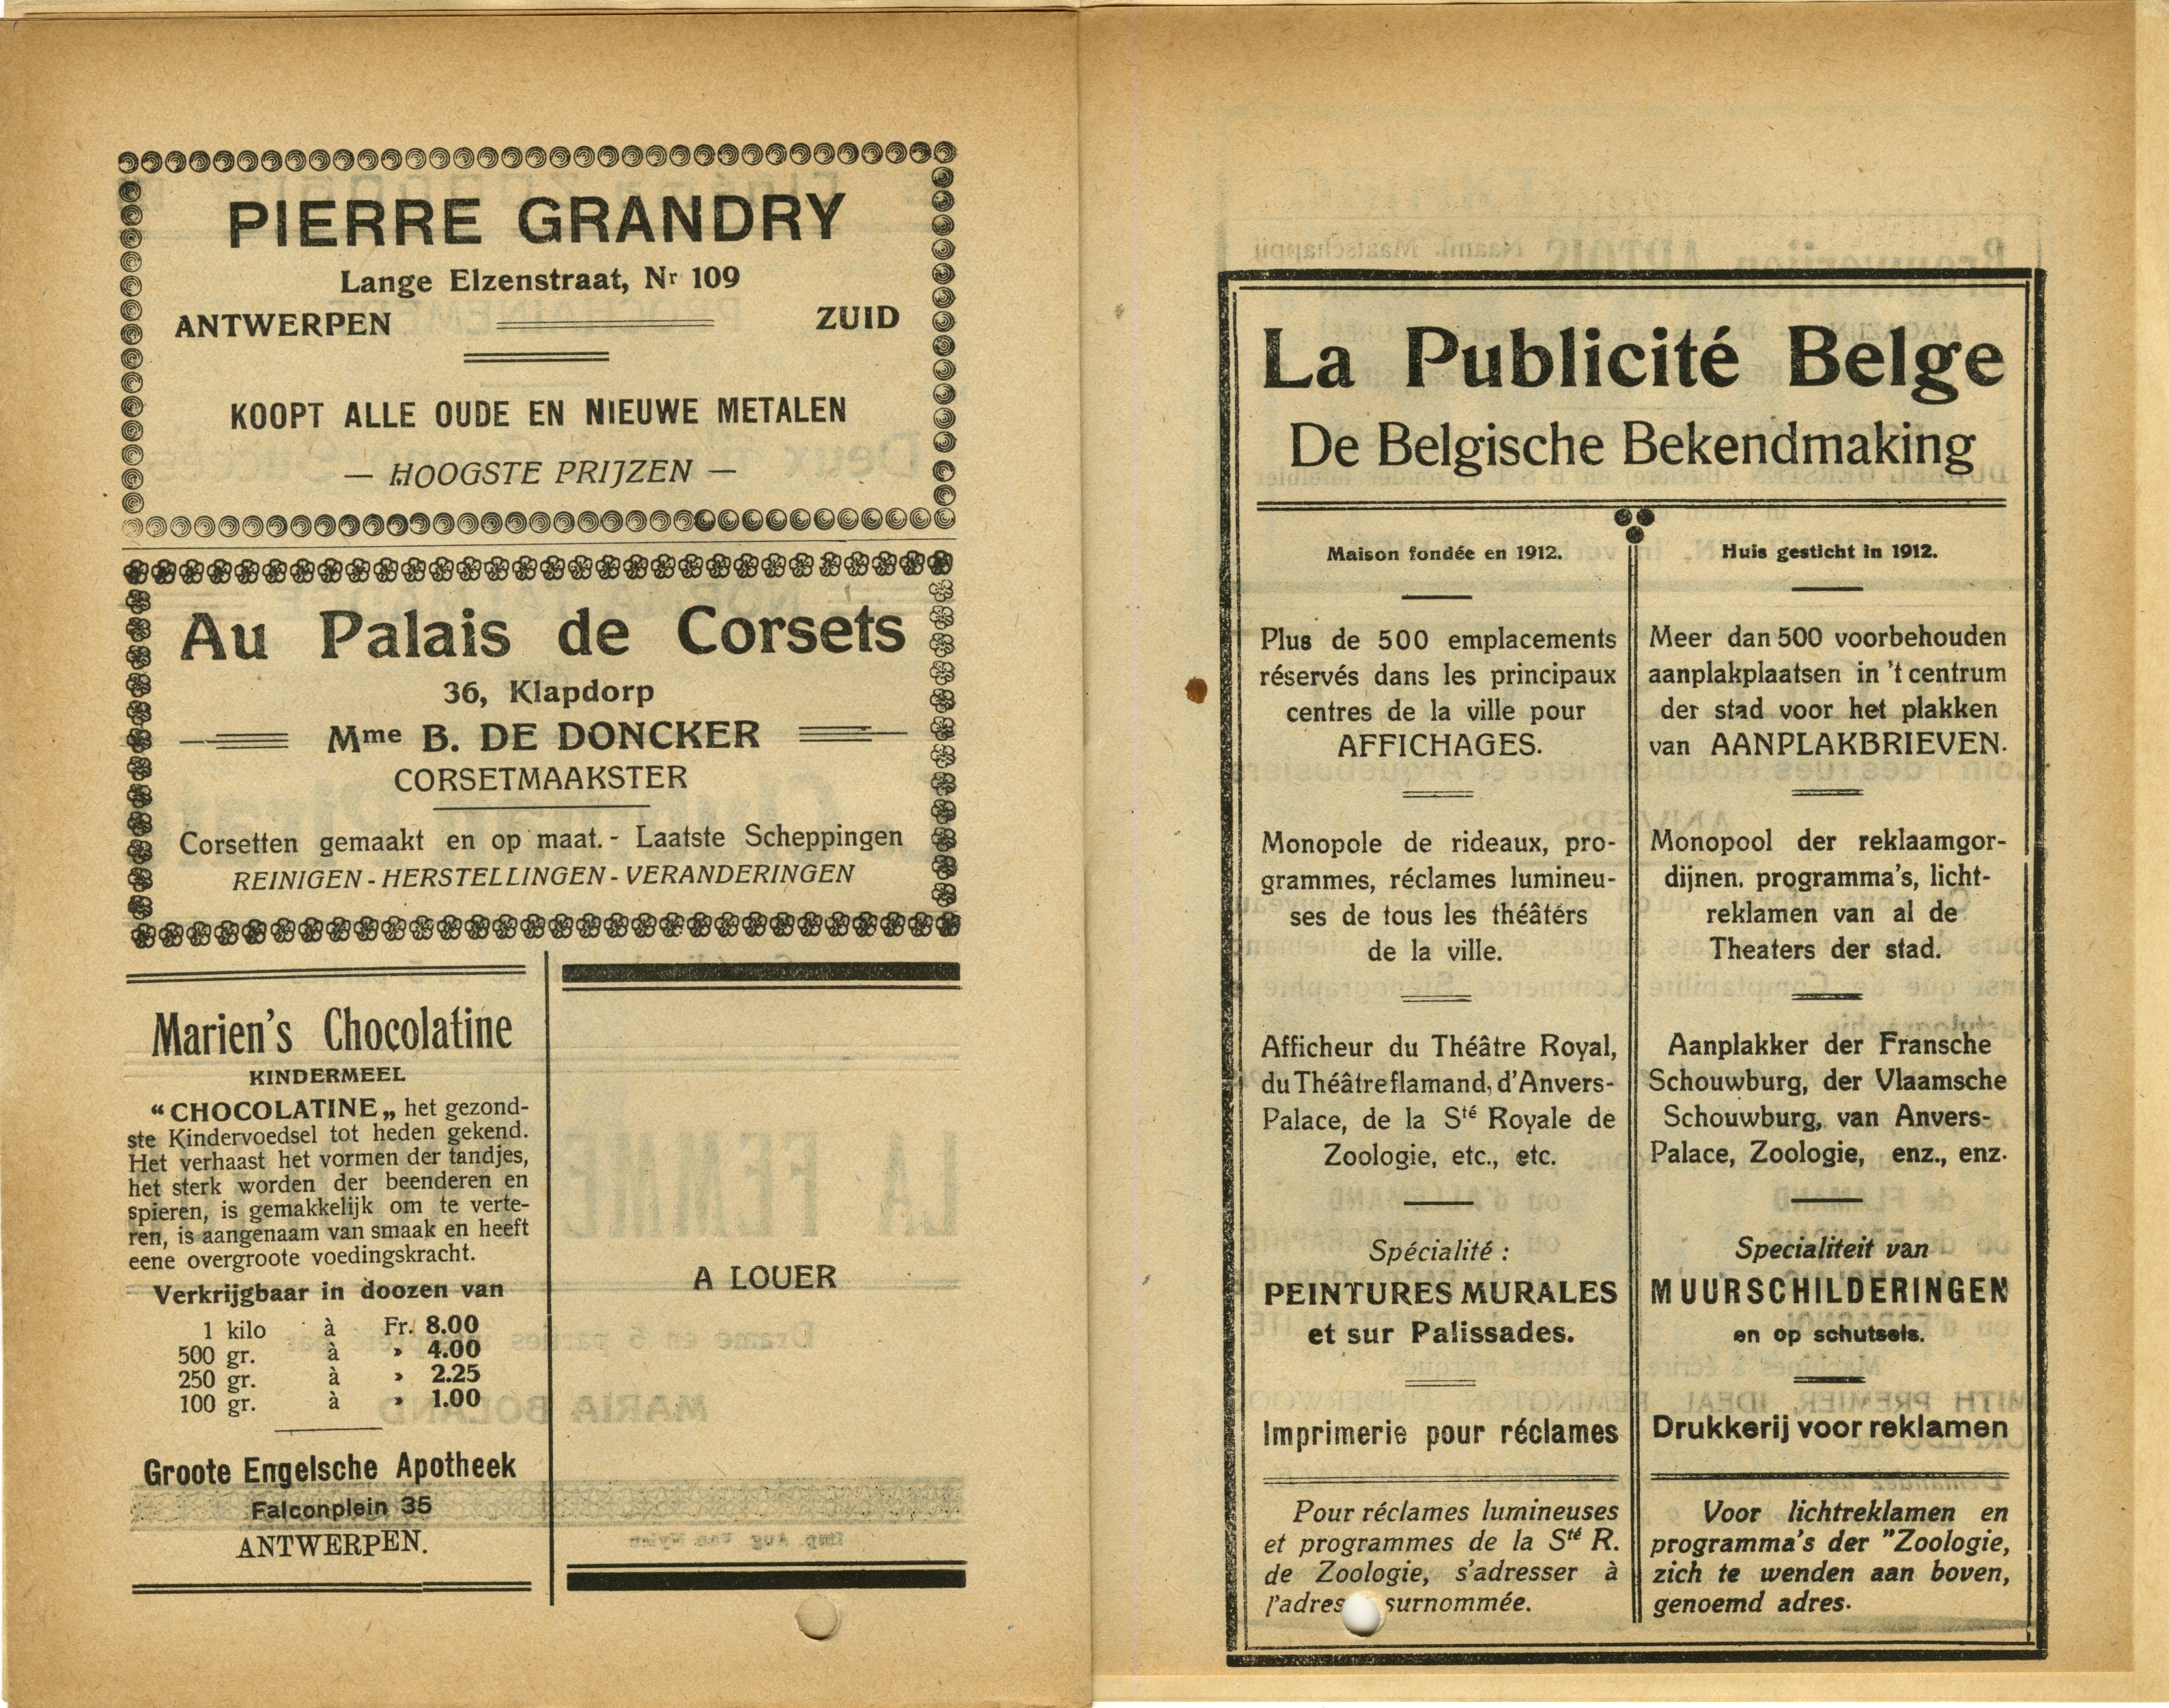 PIERRE GRANDRY
Lange Elzenstraat, Nr 109
ANTWERPEN ZUID
KOOPT ALLE OUDE EN NIEUWE METALEN
— HOOGSTE PRIJZEN —
Au Palais de Corsets
36, Klapdorp
Mme B. DE DONCKER
CORSETMAAKSTER
Corsetten gemaakt en op maat. - Laatste Scheppingen
REINIGEN - HERSTELLINGEN - VERANDERINGEN
Marien's Chocolatine
KINDERMEEL
“CHOCOLATINE„ het gezond-
ste Kindervoedsel tot heden gekend.
Het verhaast het vormen der tandjes,
het sterk worden der beenderen en
spieren, is gemakkelijk om te verte-
ren, is aangenaam van smaak en heeft
eene overgroote voedingskracht.
Verkrijgbaar in doozen van
1 kilo à Fr. 8.00
500 gr. à » 4.00
250 gr. à » 2.25
100 gr. à » 1.00
Groote Engelsche Apotheek
Falconplein 35
ANTWERPEN.
A LOUER
La Publicité Belge
De Belgische Bekendmaking
Maison fondée en 1912.
Plus de 500 emplacements
réservés dans les principaux
centres de la ville pour
AFFICHAGES.
Monopole de rideaux, pro-
grammes, réclames lumineu-
ses de tous les théâtérs
de la ville.
Afficheur du Théâtre Royal,
du Théâtre flamand, d'Anvers-
Palace, de la Sté Royale de
Zoologie, etc., etc.
Spécialité :
PEINTURES MURALES
et sur Palissades.
Imprimerie pour réclames
Pour réclames lumineuses
et programmes de la Sté R.
de Zoologie, s'adresser à
l'adres surnommée.
Huis gesticht in 1912.
Meer dan 500 voorbehouden
aanplakplaatsen in 't centrum
der stad voor het plakken
van AANPLAKBRIEVEN.
Monopool der reklaamgor-
dijnen. programma's, licht-
reklamen van al de
Theaters der stad.
Aanplakker der Fransche
Schouwburg, der Vlaamsche
Schouwburg, van Anvers-
Palace, Zoologie, enz., enz.
Specialiteit van
MUURSCHILDERINGEN
en op schutsels.
Drukkerij voor reklamen
Voor lichtreklamen en
programma's der "Zoologie,
zich te wenden aan boven,
genoemd adres.